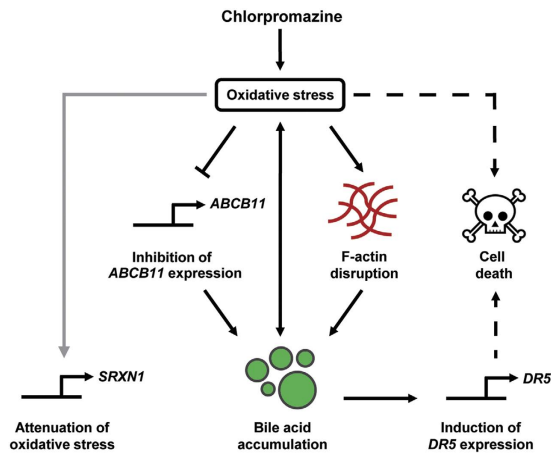 Chlorpromazine
Oxidative stress
ABCB11
Inhibition of
ABCB11 expression
F-actin
disruption
Cell
death
SRXN1
Attenuation of
oxidative stress
Bile acid
accumulation
DR5
Induction of
DR5 expression